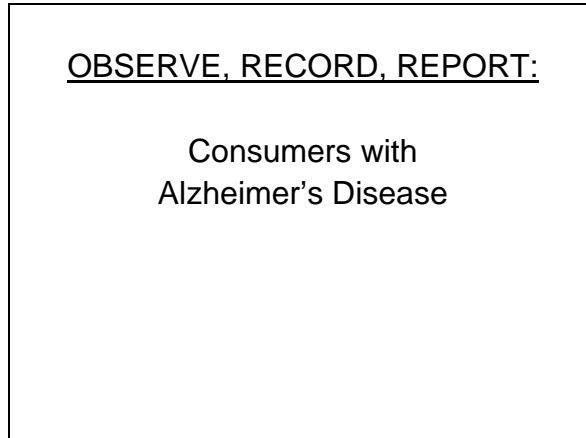 OBSERVE, RECORD, REPORT:
Consumers with
Alzheimer’s Disease